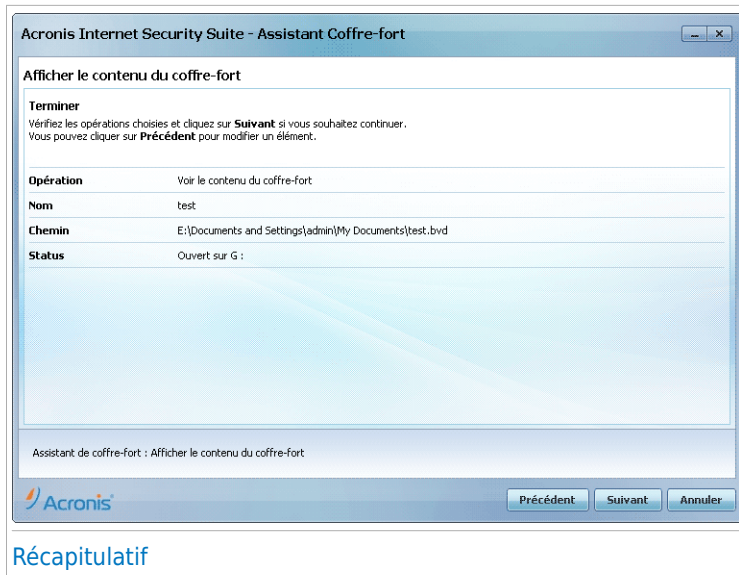 Acronis Internet Security Suite - Assistant Coffre-fort
Afficher le contenu du coffre-fort
Terminer
Vérifiez les opérations choisies et cliquez sur Suivant si vous souhaitez continuer.
Vous pouvez cliquer sur Précédent pour modifier un élément.
Opération Voir le contenu du coffre-fort
Nom test
Chemin E:\Documents and Settings\admin\My Documents\test.bvd
Status Ouvert sur G :
Assistant de coffre-fort : Afficher le contenu du coffre-fort
Acronis Précédent Suivant Annuler
Récapitulatif